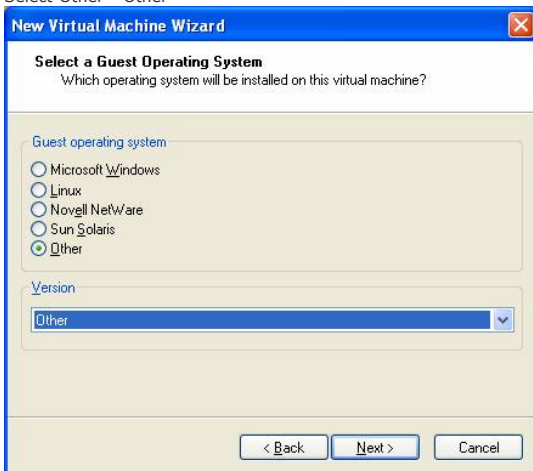 Select Other – Other
New Virtual Machine Wizard
Select a Guest Operating System
Which operating system will be installed on this virtual machine?
Guest operating system
Microsoft Windows
Linux
Novell NetWare
Sun Solaris
Other
Version
Other
< Back Next > Cancel